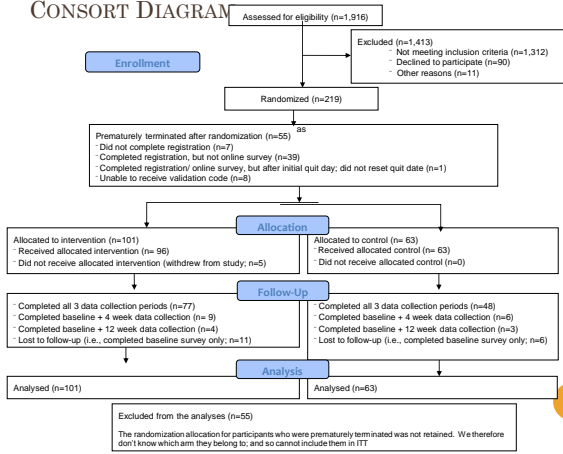 CONSORT DIAGRAM
Assessed for eligibility (n=1,916)
Excluded (n=1,413)
- Not meeting inclusion criteria (n=1,312)
- Declined to participate (n=90)
- Other reasons (n=11)
Enrollment
Randomized (n=219)
as
Prematurely terminated after randomization (n=55)
- Did not complete registration (n=7)
- Completed registration, but not online survey (n=39)
- Completed registration/ online survey, but after initial quit day; did not reset quit date (n=1)
- Unable to receive validation code (n=8)
Allocation
Allocated to intervention (n=101)
- Received allocated intervention (n= 96)
- Did not receive allocated intervention (withdrew from study; n=5)
Allocated to control (n= 63)
- Received allocated control (n= 63)
- Did not receive allocated control (n=0)
Follow-Up
- Completed all 3 data collection periods (n=77)
- Completed baseline + 4 week data collection (n= 9)
- Completed baseline + 12 week data collection (n=4)
- Lost to follow-up (i.e., completed baseline survey only; n=11)
- Completed all 3 data collection periods (n=48)
- Completed baseline + 4 week data collection (n=6)
- Completed baseline + 12 week data collection (n=3)
- Lost to follow-up (i.e., completed baseline survey only; n=6)
Analysis
Analysed (n=101)
Analysed (n=63)
Excluded from the analyses (n=55)
The randomization allocation for participants who were prematurely terminated was not retained. We therefore
don't know which arm they belong to; and so cannot include them in ITT